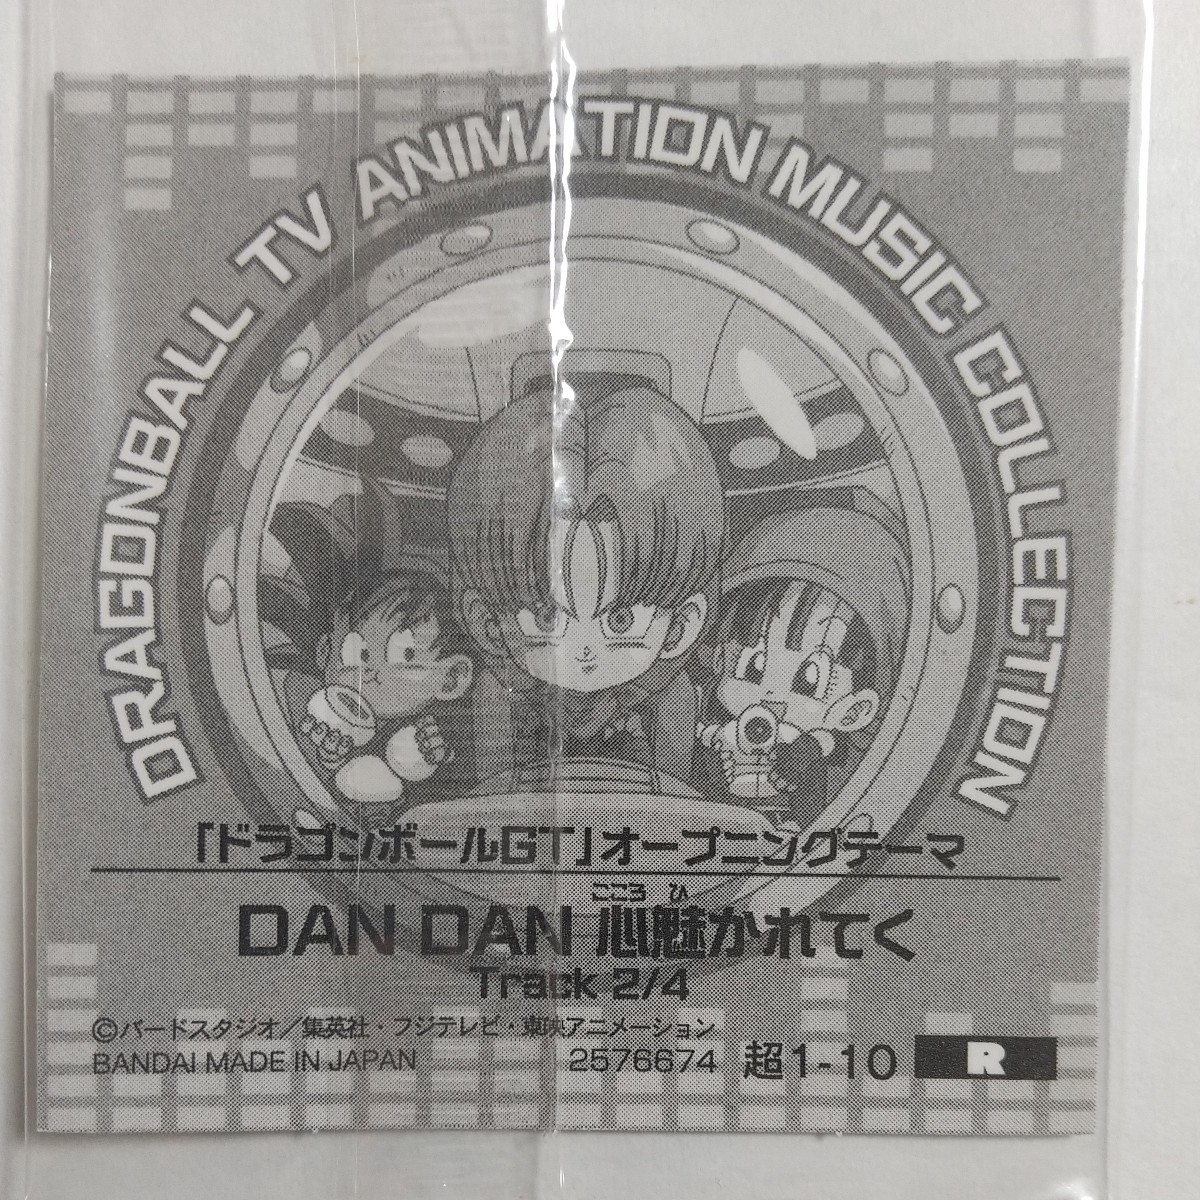 DRAGONBALL TV ANIMATION MUSIC COLLECTION
「ドラゴンボールGT」オープニングテーマ
こころ ひ
DAN DAN 心魅かれてく
Track 2/4
©バードスタジオ／集英社・フジテレビ・東映アニメーション
BANDAI MADE IN JAPAN 2576674 超1-10 R